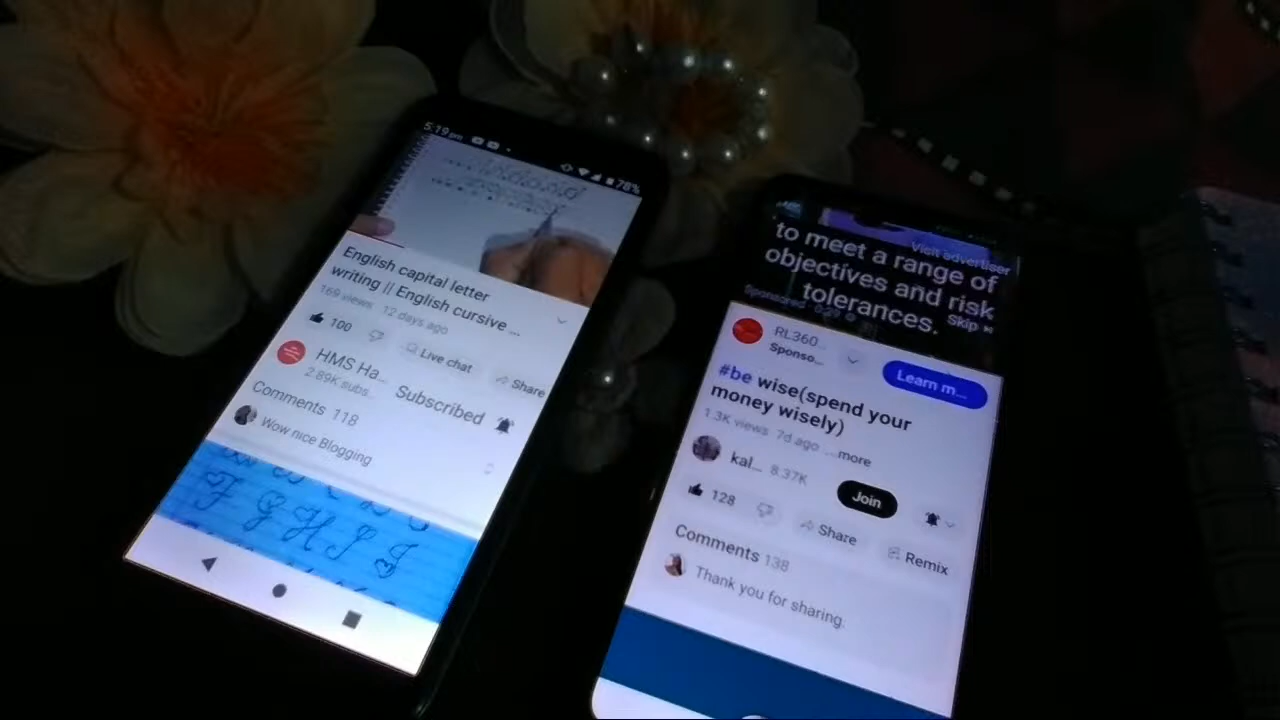 5:19 pm
78%
English capital letter
writing || English cursive ...
169 views 12 days ago
100
Live chat
Share
HMS Ha...
2.89K subs..
Subscribed
Comments 118
Wow nice Blogging
F G H I J
Visit advertiser
to meet a range of
objectives and risk
tolerances.
Sponsored 0:29
Skip
RL360...
Sponso...
Learn m...
#be wise(spend your
money wisely)
1.3K views 7d ago ...more
kal... 8.37K
Join
128
Share
Remix
Comments 138
Thank you for sharing.